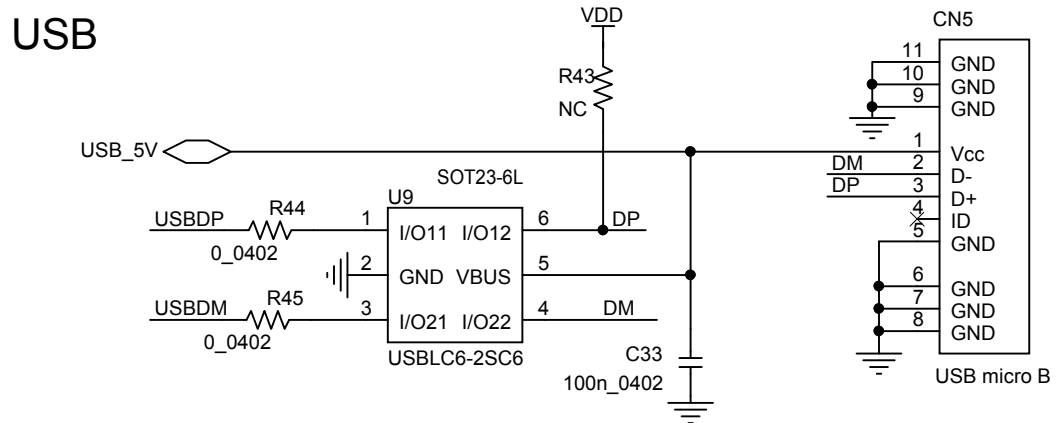 USB
VDD
CN5
R43
NC
11
GND
10
GND
9
GND
USB_5V
1
Vcc
DM
2
D-
DP
3
D+
4
ID
5
GND
6
GND
7
GND
8
GND
USB micro B
SOT23-6L
U9
USBDP
R44
0_0402
1
I/O11
I/O12
6
DP
2
GND
VBUS
5
USBDM
R45
0_0402
3
I/O21
I/O22
4
DM
USBLC6-2SC6
C33
100n_0402